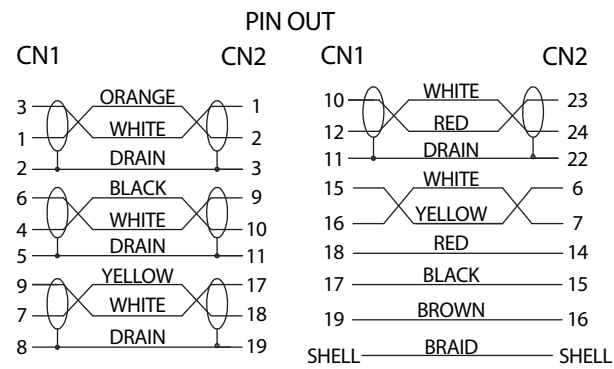 PIN OUT
CN1 CN2
3 ORANGE 1
1 WHITE 2
2 DRAIN 3
6 BLACK 9
4 WHITE 10
5 DRAIN 11
9 YELLOW 17
7 WHITE 18
8 DRAIN 19
CN1 CN2
10 WHITE 23
12 RED 24
11 DRAIN 22
15 WHITE 6
16 YELLOW 7
18 RED 14
17 BLACK 15
19 BROWN 16
SHELL BRAID SHELL